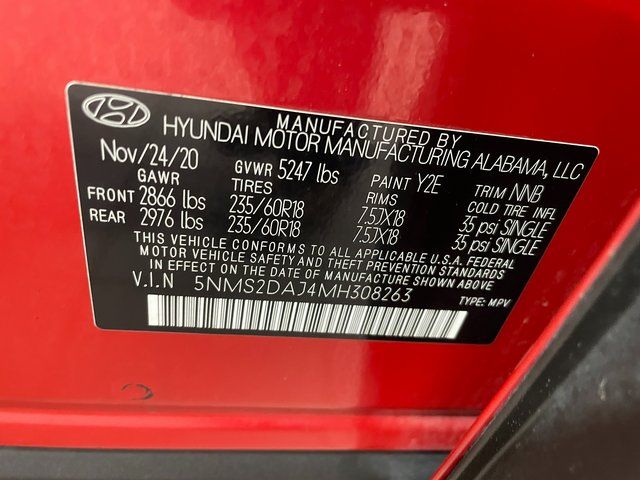 MANUFACTURED BY
HYUNDAI MOTOR MANUFACTURING ALABAMA, LLC
Nov/24/20 GVWR 5247 lbs PAINT Y2E TRIM NNB
GAWR TIRES RIMS COLD TIRE INFL
FRONT 2866 lbs 235/60R18 7.5JX18 35 psi SINGLE
REAR 2976 lbs 235/60R18 7.5JX18 35 psi SINGLE
THIS VEHICLE CONFORMS TO ALL APPLICABLE U.S.A. FEDERAL
MOTOR VEHICLE SAFETY AND THEFT PREVENTION STANDARDS
IN EFFECT ON THE DATE OF MANUFACTURE SHOWN ABOVE.
V.I.N 5NMS2DAJ4MH308263 TYPE: MPV